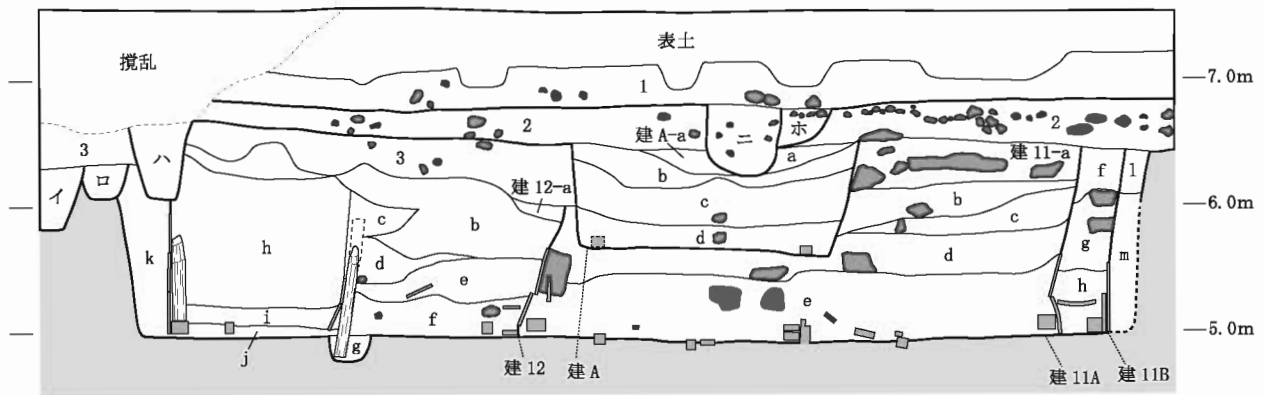 表土
攪乱
7.0m
1
2
ニ
ホ
2
建 A-a
3
ハ
3
a
建 11-a
f
l
ロ
イ
b
建 12-a
6.0m
c
b
c
b
c
d
g
m
k
h
d
e
d
e
h
i
f
5.0m
j
g
建 12
建 A
建 11A
建 11B